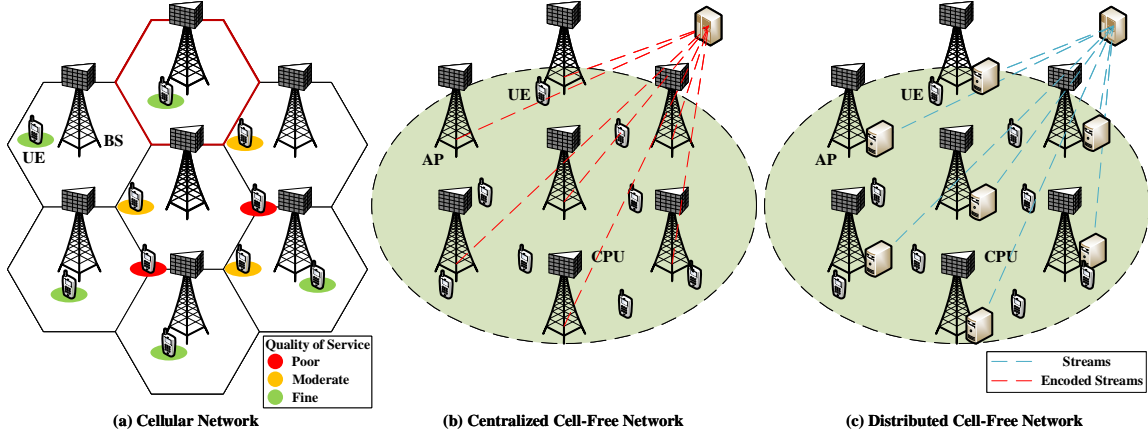 BS
UE
Quality of Service
Poor
Moderate
Fine
(a) Cellular Network
UE
AP
CPU
(b) Centralized Cell-Free Network
UE
AP
CPU
Streams
Encoded Streams
(c) Distributed Cell-Free Network